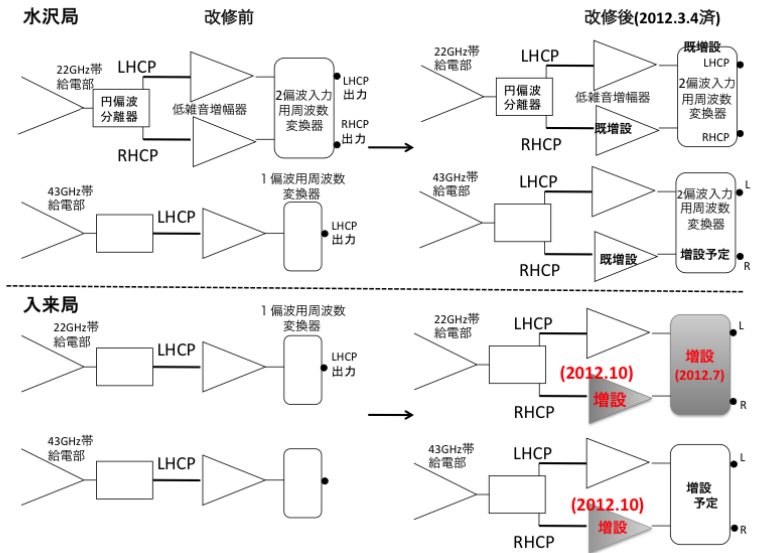 水沢局
改修前
改修後(2012.3.4済)
22GHz帯
給電部
LHCP
円偏波
分離器
低雑音増幅器
RHCP
2偏波入力
用周波数
変換器
LHCP
出力
RHCP
出力
22GHz帯
給電部
LHCP
円偏波
分離器
低雑音増幅器
既増設
RHCP
既増設
LHCP
2偏波入力
用周波数
変換器
RHCP
43GHz帯
給電部
LHCP
1偏波用周波数
変換器
LHCP
出力
43GHz帯
給電部
LHCP
既増設
RHCP
2偏波入力
用周波数
変換器
増設予定
L
R
入来局
22GHz帯
給電部
LHCP
1偏波用周波数
変換器
LHCP
出力
22GHz帯
給電部
LHCP
(2012.10)
増設
RHCP
増設
(2012.7)
L
R
43GHz帯
給電部
LHCP
43GHz帯
給電部
LHCP
(2012.10)
増設
RHCP
増設
予定
L
R